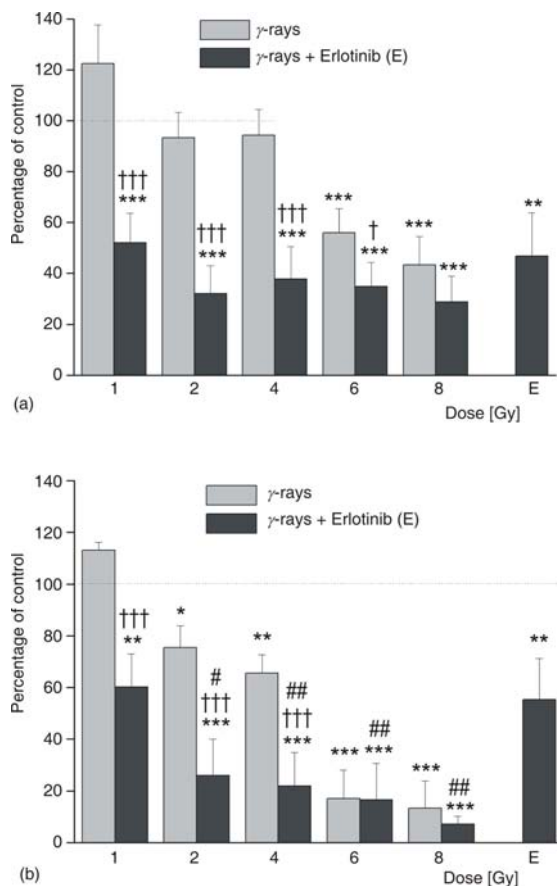 140
120
100
80
60
40
20
0
Percentage of control
γ-rays
γ-rays + Erlotinib (E)
††† †††
††† † ***
*** *** *** *** *** *** **
1 2 4 6 8 E
Dose [Gy]
(a)
140
120
100
80
60
40
20
0
Percentage of control
γ-rays
γ-rays + Erlotinib (E)
††† * ** **
** # ##
††† ††† ## ***
*** *** *** *** ##
***
1 2 4 6 8 E
Dose [Gy]
(b)